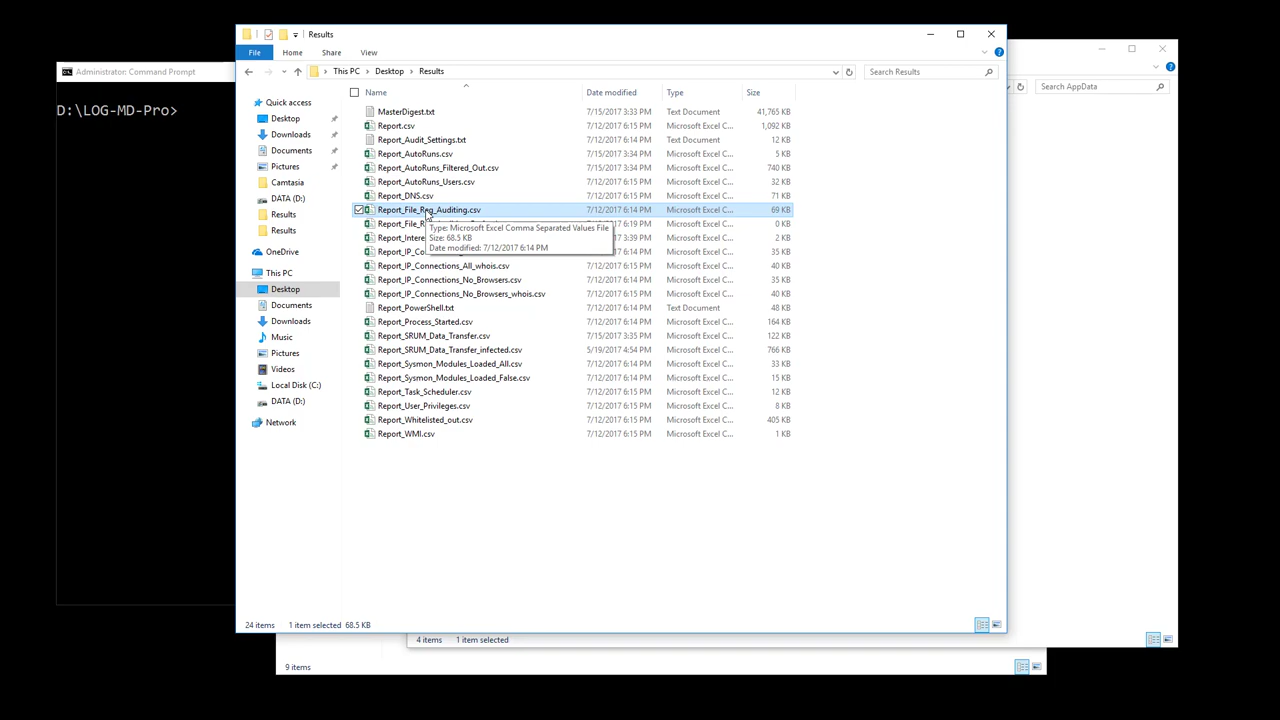 Results
File Home Share View
This PC > Desktop > Results
Search Results
Search AppData
Administrator: Command Prompt
D:\LOG-MD-Pro>
Quick access
Desktop
Downloads
Documents
Pictures
Camtasia
DATA (D:)
Results
Results
OneDrive
This PC
Desktop
Documents
Downloads
Music
Pictures
Videos
Local Disk (C:)
DATA (D:)
Network
Name Date modified Type Size
MasterDigest.txt 7/15/2017 3:33 PM Text Document 41,765 KB
Report.csv 7/12/2017 6:15 PM Microsoft Excel C... 1,092 KB
Report_Audit_Settings.txt 7/12/2017 6:14 PM Text Document 12 KB
Report_AutoRuns.csv 7/15/2017 3:34 PM Microsoft Excel C... 5 KB
Report_AutoRuns_Filtered_Out.csv 7/15/2017 3:34 PM Microsoft Excel C... 740 KB
Report_AutoRuns_Users.csv 7/12/2017 6:15 PM Microsoft Excel C... 32 KB
Report_DNS.csv 7/12/2017 6:15 PM Microsoft Excel C... 71 KB
Report_File_Reg_Auditing.csv 7/12/2017 6:14 PM Microsoft Excel C... 69 KB
Report_File_R 6:19 PM Microsoft Excel C... 0 KB
Type: Microsoft Excel Comma Separated Values File
Report_Inter 7 3:39 PM Microsoft Excel C... 2 KB
Size: 68.5 KB
Date modified: 7/12/2017 6:14 PM
Report_IP_Co 7/12/2017 6:14 PM Microsoft Excel C... 35 KB
Report_IP_Connections_All_whois.csv 7/12/2017 6:15 PM Microsoft Excel C... 40 KB
Report_IP_Connections_No_Browsers.csv 7/12/2017 6:14 PM Microsoft Excel C... 35 KB
Report_IP_Connections_No_Browsers_whois.csv 7/12/2017 6:15 PM Microsoft Excel C... 40 KB
Report_PowerShell.txt 7/12/2017 6:14 PM Text Document 48 KB
Report_Process_Started.csv 7/12/2017 6:14 PM Microsoft Excel C... 164 KB
Report_SRUM_Data_Transfer.csv 7/15/2017 3:35 PM Microsoft Excel C... 122 KB
Report_SRUM_Data_Transfer_infected.csv 5/19/2017 4:54 PM Microsoft Excel C... 766 KB
Report_Sysmon_Modules_Loaded_All.csv 7/12/2017 6:14 PM Microsoft Excel C... 33 KB
Report_Sysmon_Modules_Loaded_False.csv 7/12/2017 6:14 PM Microsoft Excel C... 15 KB
Report_Task_Scheduler.csv 7/12/2017 6:15 PM Microsoft Excel C... 12 KB
Report_User_Privileges.csv 7/12/2017 6:14 PM Microsoft Excel C... 8 KB
Report_Whitelisted_out.csv 7/12/2017 6:15 PM Microsoft Excel C... 405 KB
Report_WMI.csv 7/12/2017 6:15 PM Microsoft Excel C... 1 KB
24 items 1 item selected 68.5 KB
4 items 1 item selected
9 items